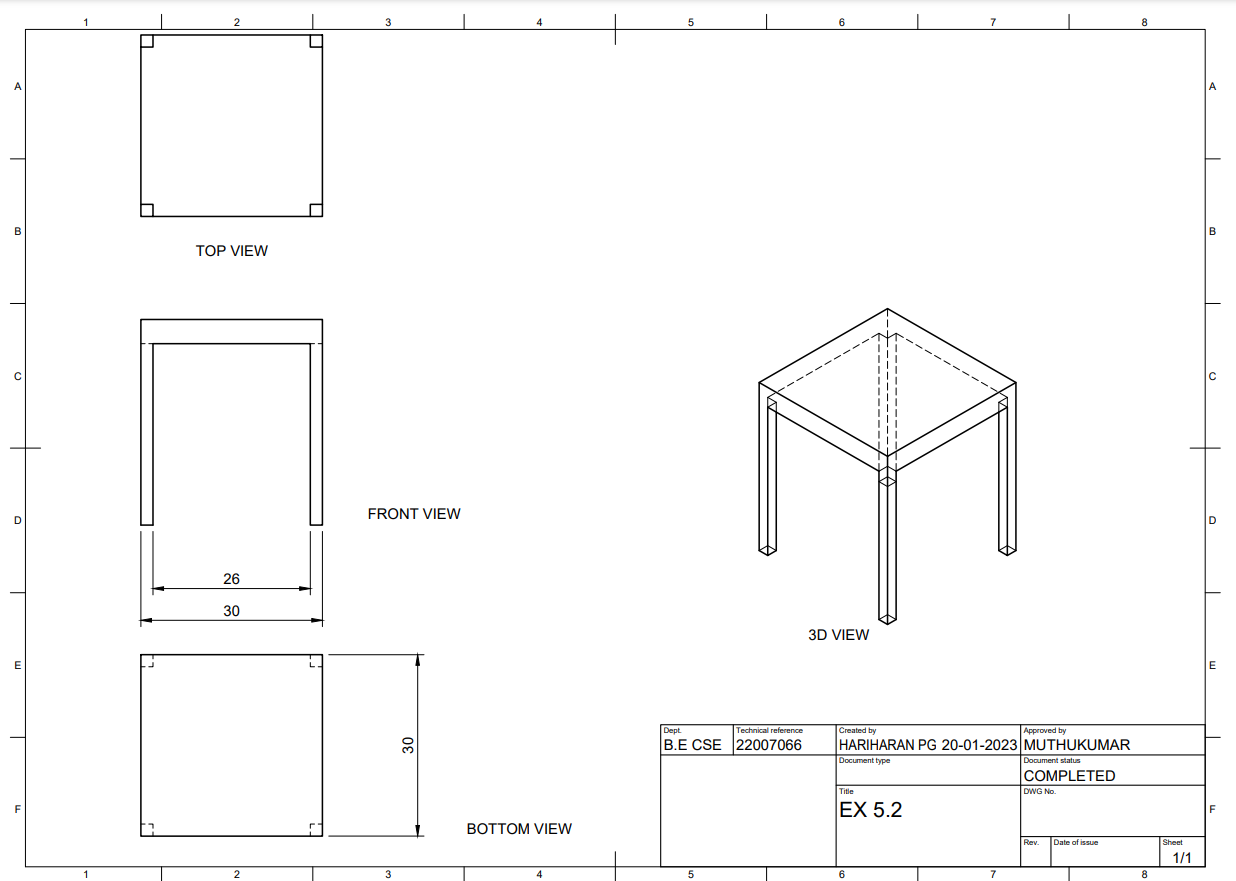 1 2 3 4 5 6 7 8
A A
B B
TOP VIEW
C C
D D
FRONT VIEW
26
30
3D VIEW
E E
30
F F
BOTTOM VIEW
Dept. Technical reference Created by Approved by
B.E CSE 22007066 HARIHARAN PG 20-01-2023 MUTHUKUMAR
Document type Document status
COMPLETED
Title DWG No.
EX 5.2
Rev. Date of issue Sheet
1/1
1 2 3 4 5 6 7 8